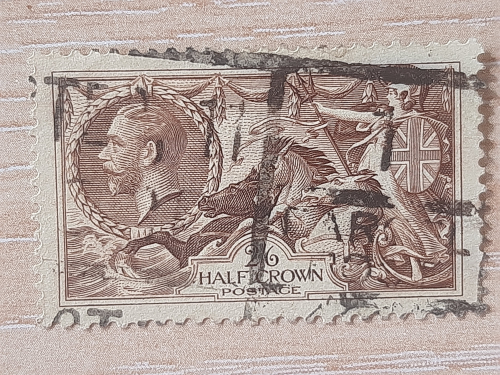 2/6
HALF CROWN
POSTAGE